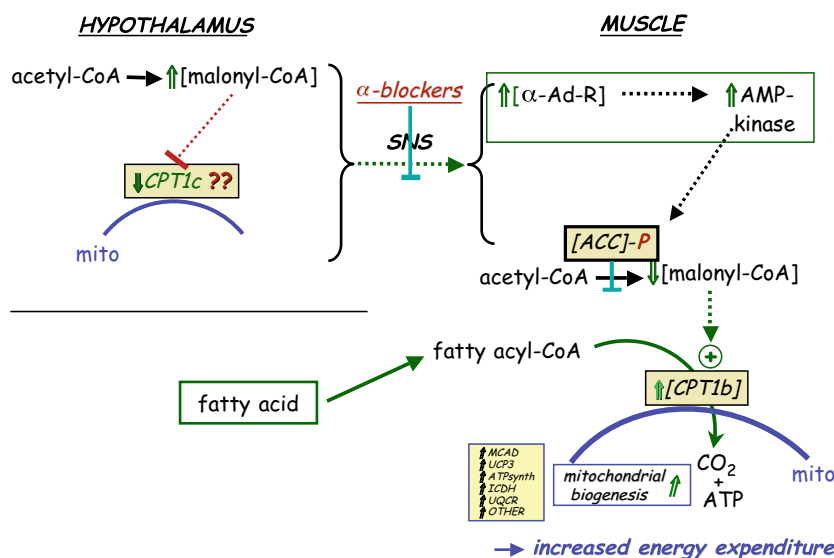 HYPOTHALAMUS
MUSCLE
acetyl-CoA ⇑[malonyl-CoA]
α-blockers
SNS
⇑[α-Ad-R]
⇑AMP-
kinase
⇓CPT1c ??
mito
[ACC]-P
acetyl-CoA ⇓[malonyl-CoA]
+
fatty acyl-CoA
⇑[CPT1b]
fatty acid
⇑MCAD
⇑UCP3
⇑ATPsynth
⇑ICDH
⇑UQCR
⇑OTHER
mitochondrial
biogenesis ⇑
CO2
+
ATP
mito
→ increased energy expenditure